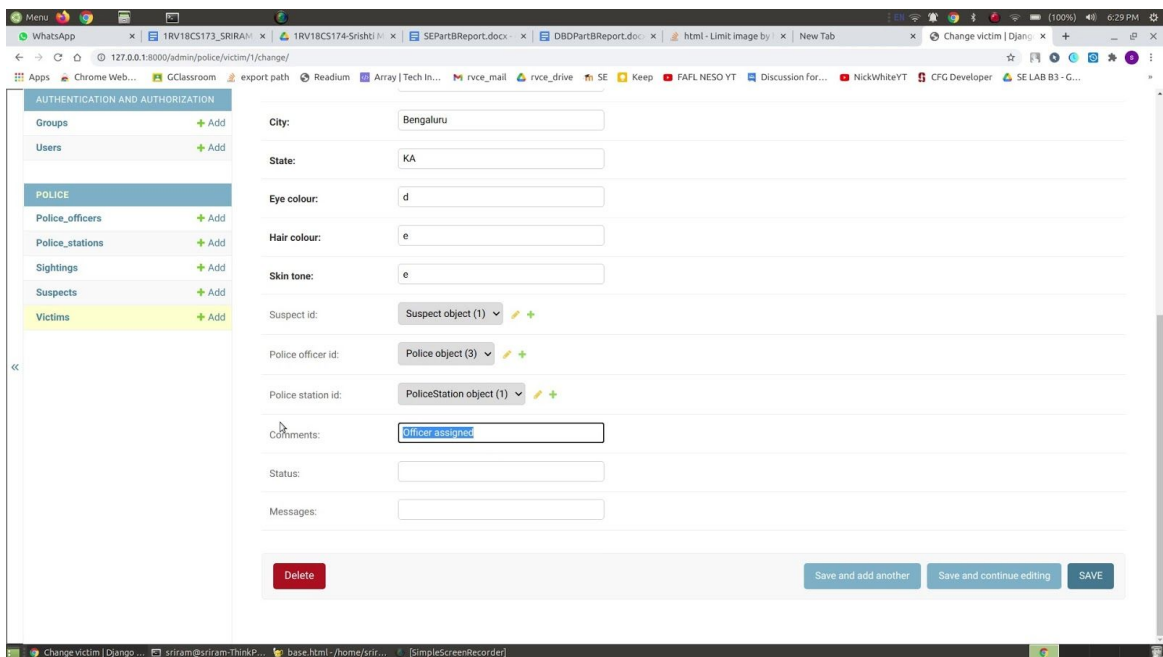 Menu EN (100%) 6:29 PM
WhatsApp 1RV18CS173_SRIRAM 1RV18CS174-Srishti M SEPartBReport.docx - DBDPartBReport.doc html - Limit image by New Tab Change victim | Djang
127.0.0.1:8000/admin/police/victim/1/change/
Apps Chrome Web... GClassroom export path Readium Array | Tech In... rvce_mail rvce_drive SE Keep FAFL NESO YT Discussion for... NickWhiteYT CFG Developer SE LAB B3 - G...
AUTHENTICATION AND AUTHORIZATION
Groups + Add
Users + Add
POLICE
Police_officers + Add
Police_stations + Add
Sightings + Add
Suspects + Add
Victims + Add
«
City: Bengaluru
State: KA
Eye colour: d
Hair colour: e
Skin tone: e
Suspect id: Suspect object (1)
Police officer id: Police object (3)
Police station id: PoliceStation object (1)
Comments: Officer assigned
Status:
Messages:
Delete Save and add another Save and continue editing SAVE
Change victim | Django ... sriram@sriram-ThinkP... base.html - /home/srir... [SimpleScreenRecorder]